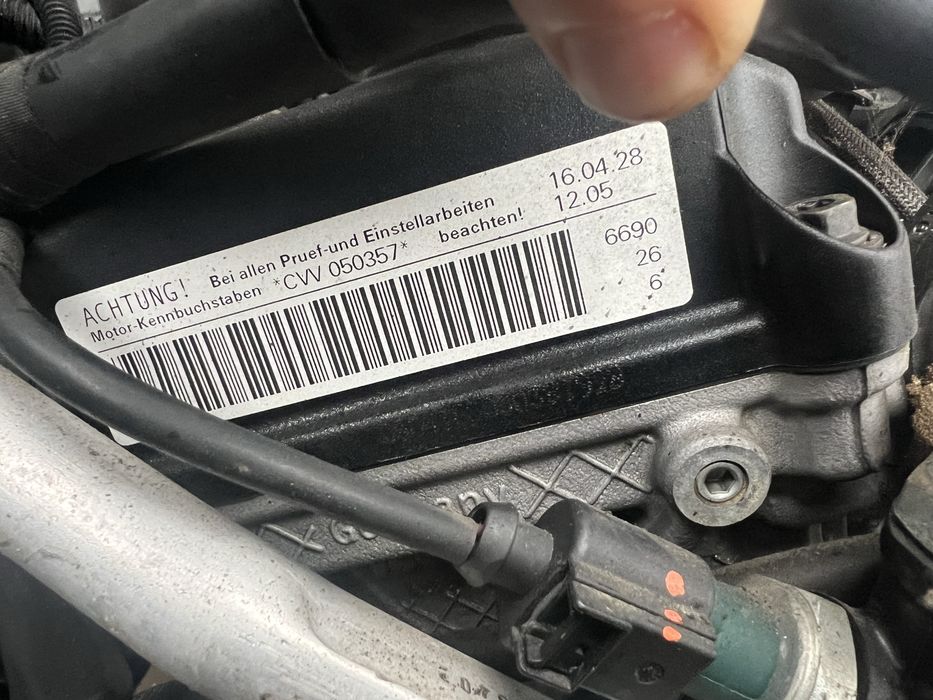 ACHTUNG! Bei allen Pruef-und Einstellarbeiten 16.04.28
Motor-Kennbuchstaben *CVV 050357* beachten! 12.05
6690
26
6
Germany